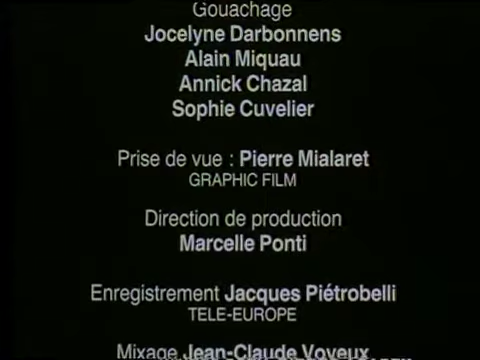 Gouachage
Jocelyne Darbonnens
Alain Miquau
Annick Chazal
Sophie Cuvelier
Prise de vue : Pierre Mialaret
GRAPHIC FILM
Direction de production
Marcelle Ponti
Enregistrement Jacques Piétrobelli
TELE-EUROPE
Mixage Jean-Claude Voyeux